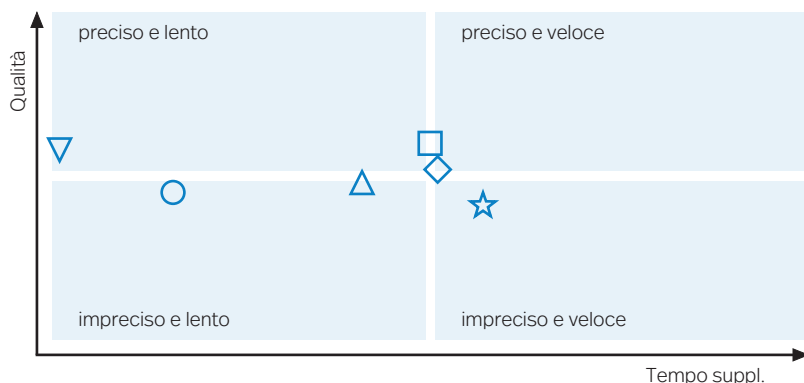 preciso e lento
preciso e veloce
Qualità
impreciso e lento
impreciso e veloce
Tempo suppl.